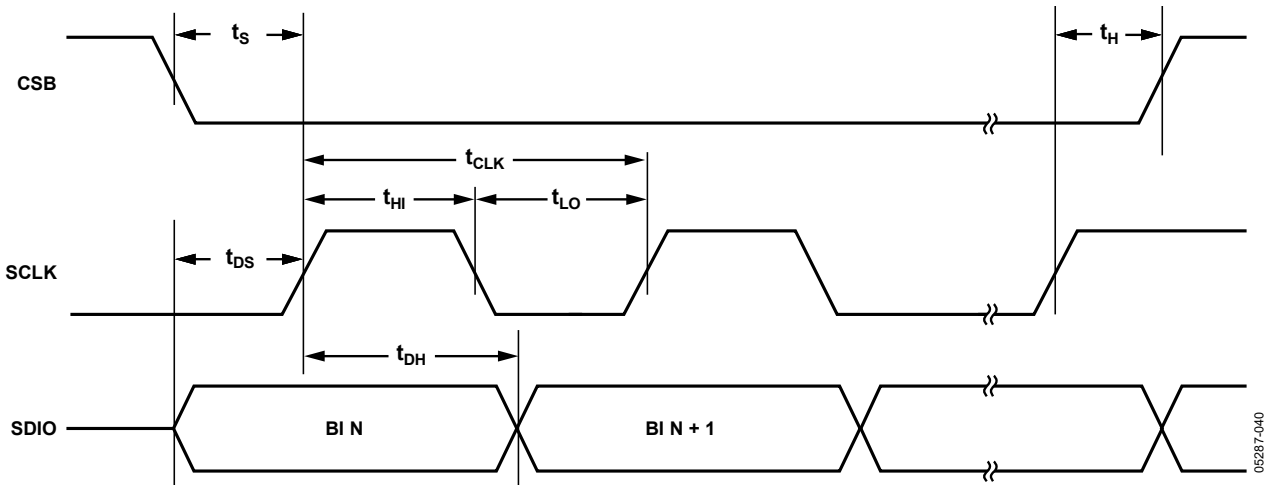 tS
tH
CSB
tCLK
tHI
tLO
tDS
SCLK
tDH
SDIO
BI N
BI N + 1
05287-040